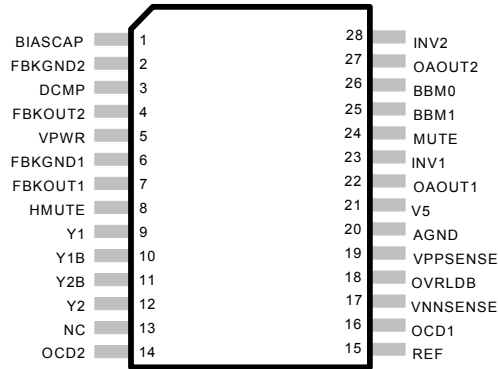 BIASCAP 1 28 INV2
FBKGND2 2 27 OAOUT2
DCMP 3 26 BBM0
FBKOUT2 4 25 BBM1
VPWR 5 24 MUTE
FBKGND1 6 23 INV1
FBKOUT1 7 22 OAOUT1
HMUTE 8 21 V5
Y1 9 20 AGND
Y1B 10 19 VPPSENSE
Y2B 11 18 OVRLDB
Y2 12 17 VNNSENSE
NC 13 16 OCD1
OCD2 14 15 REF